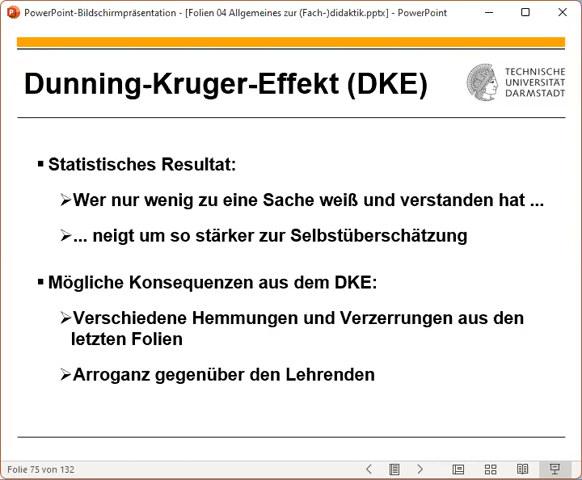 PowerPoint-Bildschirmpräsentation - [Folien 04 Allgemeines zur (Fach-)didaktik.pptx] - PowerPoint
Dunning-Kruger-Effekt (DKE)
TECHNISCHE
UNIVERSITÄT
DARMSTADT
▪ Statistisches Resultat:
➢Wer nur wenig zu eine Sache weiß und verstanden hat ...
➢... neigt um so stärker zur Selbstüberschätzung
▪ Mögliche Konsequenzen aus dem DKE:
➢Verschiedene Hemmungen und Verzerrungen aus den
letzten Folien
➢Arroganz gegenüber den Lehrenden
Folie 75 von 132